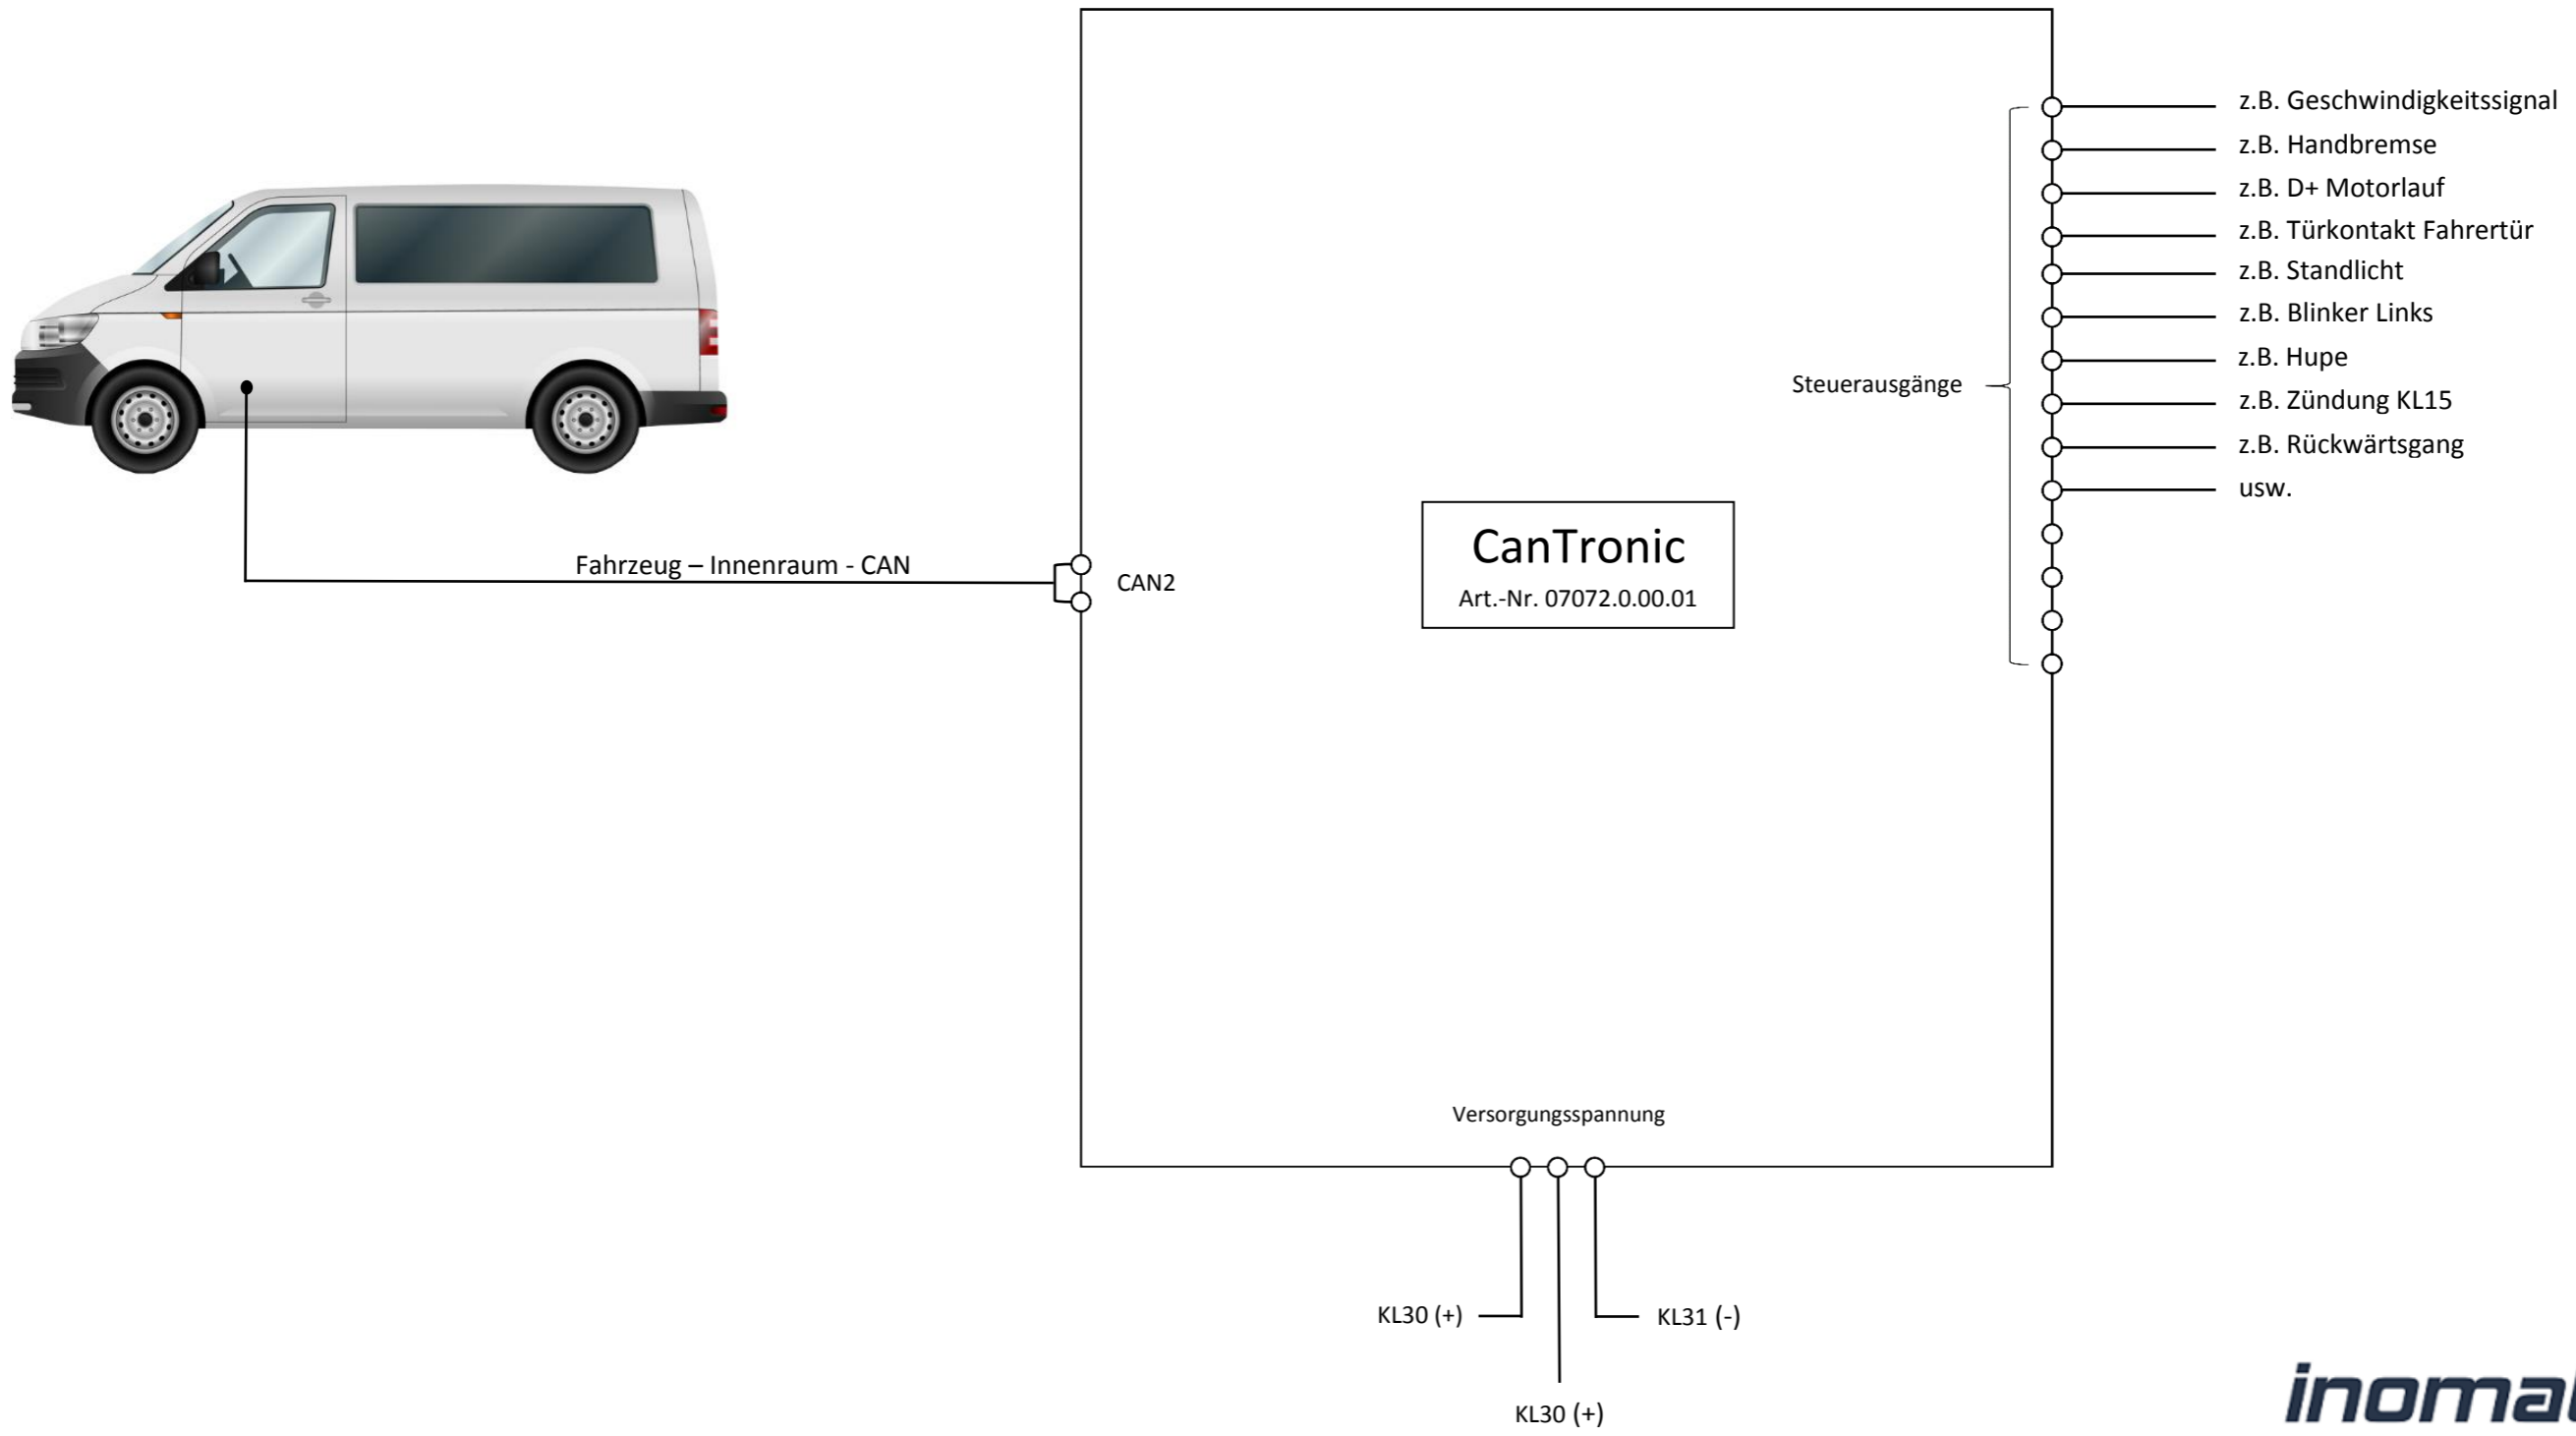 z.B. Geschwindigkeitssignal
z.B. Handbremse
z.B. D+ Motorlauf
z.B. Türkontakt Fahrertür
z.B. Standlicht
z.B. Blinker Links
z.B. Hupe
Steuerausgänge
z.B. Zündung KL15
z.B. Rückwärtsgang
usw.
CanTronic
Art.-Nr. 07072.0.00.01
Fahrzeug – Innenraum - CAN
CAN2
Versorgungsspannung
KL30 (+)
KL31 (-)
KL30 (+)